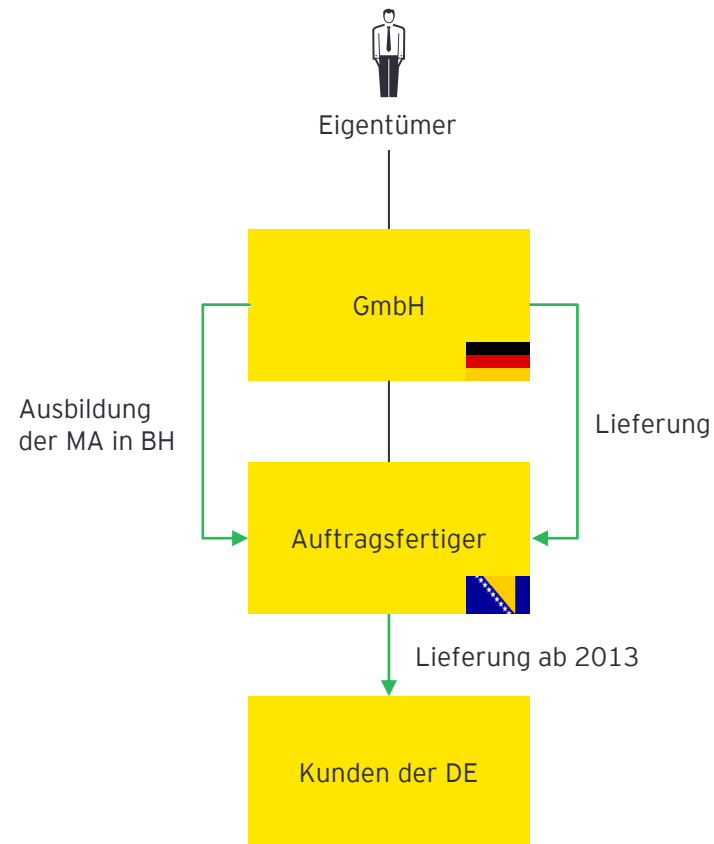 Eigentümer
GmbH
Ausbildung
der MA in BH
Lieferung
Auftragsfertiger
Lieferung ab 2013
Kunden der DE